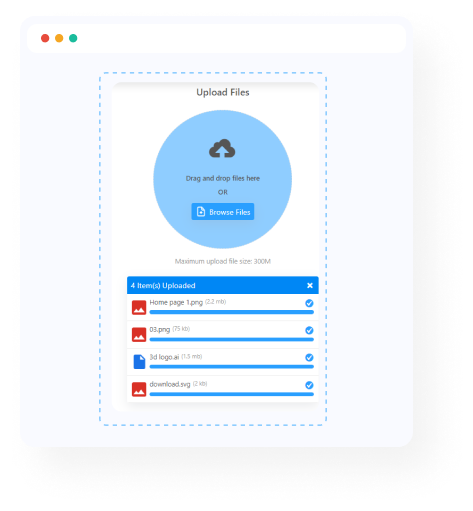 Upload Files
Drag and drop files here
OR
Browse Files
Maximum upload file size: 300M
4 Item(s) Uploaded
Home page 1.png (2.2 mb)
03.png (75 kb)
3d logo.ai (1.5 mb)
download.svg (2 kb)